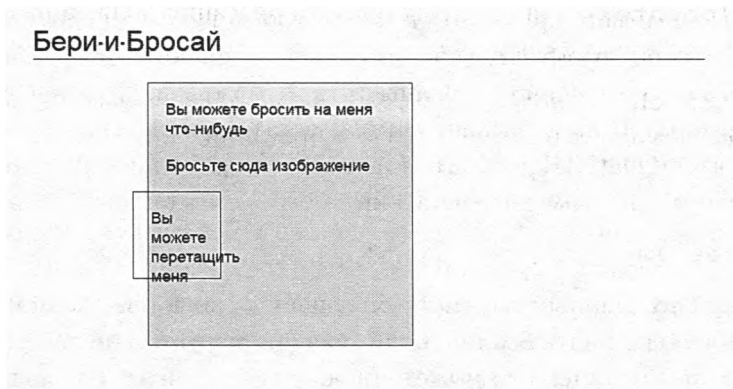 Бери-и-Бросай
Вы можете бросить на меня
что-нибудь
Бросьте сюда изображение
Вы
можете
перетащить
меня